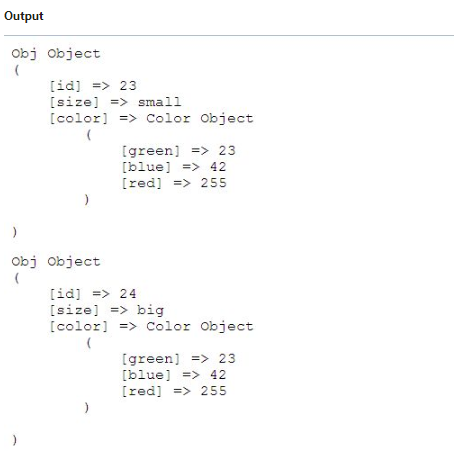 Output
Obj Object
(
[id] => 23
[size] => small
[color] => Color Object
(
[green] => 23
[blue] => 42
[red] => 255
)
)
Obj Object
(
[id] => 24
[size] => big
[color] => Color Object
(
[green] => 23
[blue] => 42
[red] => 255
)
)